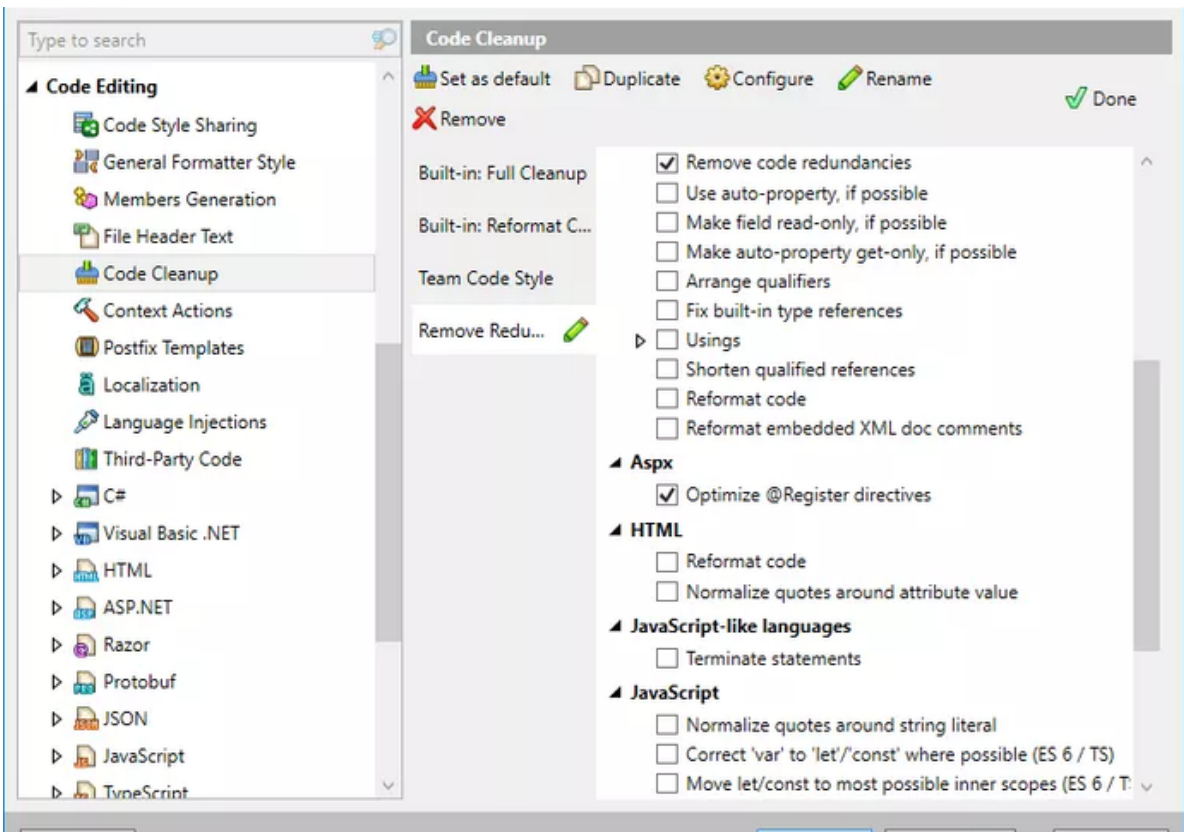 Type to search
Code Editing
Code Style Sharing
General Formatter Style
Members Generation
File Header Text
Code Cleanup
Context Actions
Postfix Templates
Localization
Language Injections
Third-Party Code
C#
Visual Basic .NET
HTML
ASP.NET
Razor
Protobuf
JSON
JavaScript
TypeScript
Code Cleanup
Set as default Duplicate Configure Rename
Done
Remove
Built-in: Full Cleanup
Built-in: Reformat C...
Team Code Style
Remove Redu...
Remove code redundancies
Use auto-property, if possible
Make field read-only, if possible
Make auto-property get-only, if possible
Arrange qualifiers
Fix built-in type references
Usings
Shorten qualified references
Reformat code
Reformat embedded XML doc comments
Aspx
Optimize @Register directives
HTML
Reformat code
Normalize quotes around attribute value
JavaScript-like languages
Terminate statements
JavaScript
Normalize quotes around string literal
Correct 'var' to 'let'/'const' where possible (ES 6 / TS)
Move let/const to most possible inner scopes (ES 6 / T